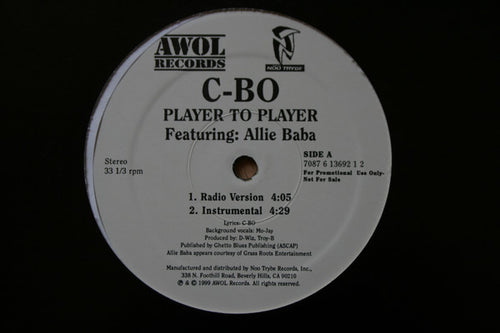 AWOL
RECORDS
NOO TRYBE
C-BO
PLAYER TO PLAYER
Featuring: Allie Baba
Stereo
33 1/3 rpm
SIDE A
7087 6 13692 1 2
For Promotional Use Only-
Not For Sale
1. Radio Version 4:05
2. Instrumental 4:29
Lyrics: C-BO
Background vocals: Mo-Jay
Produced by: D-Wiz, Troy-B
Published by Ghetto Blues Publishing (ASCAP)
Allie Baba appears courtesy of Grass Roots Entertainment
Manufactured and distributed by Noo Trybe Records, Inc.,
338 N. Foothill Road, Beverly Hills, CA 90210
℗ & © 1999 AWOL Records. All rights reserved.